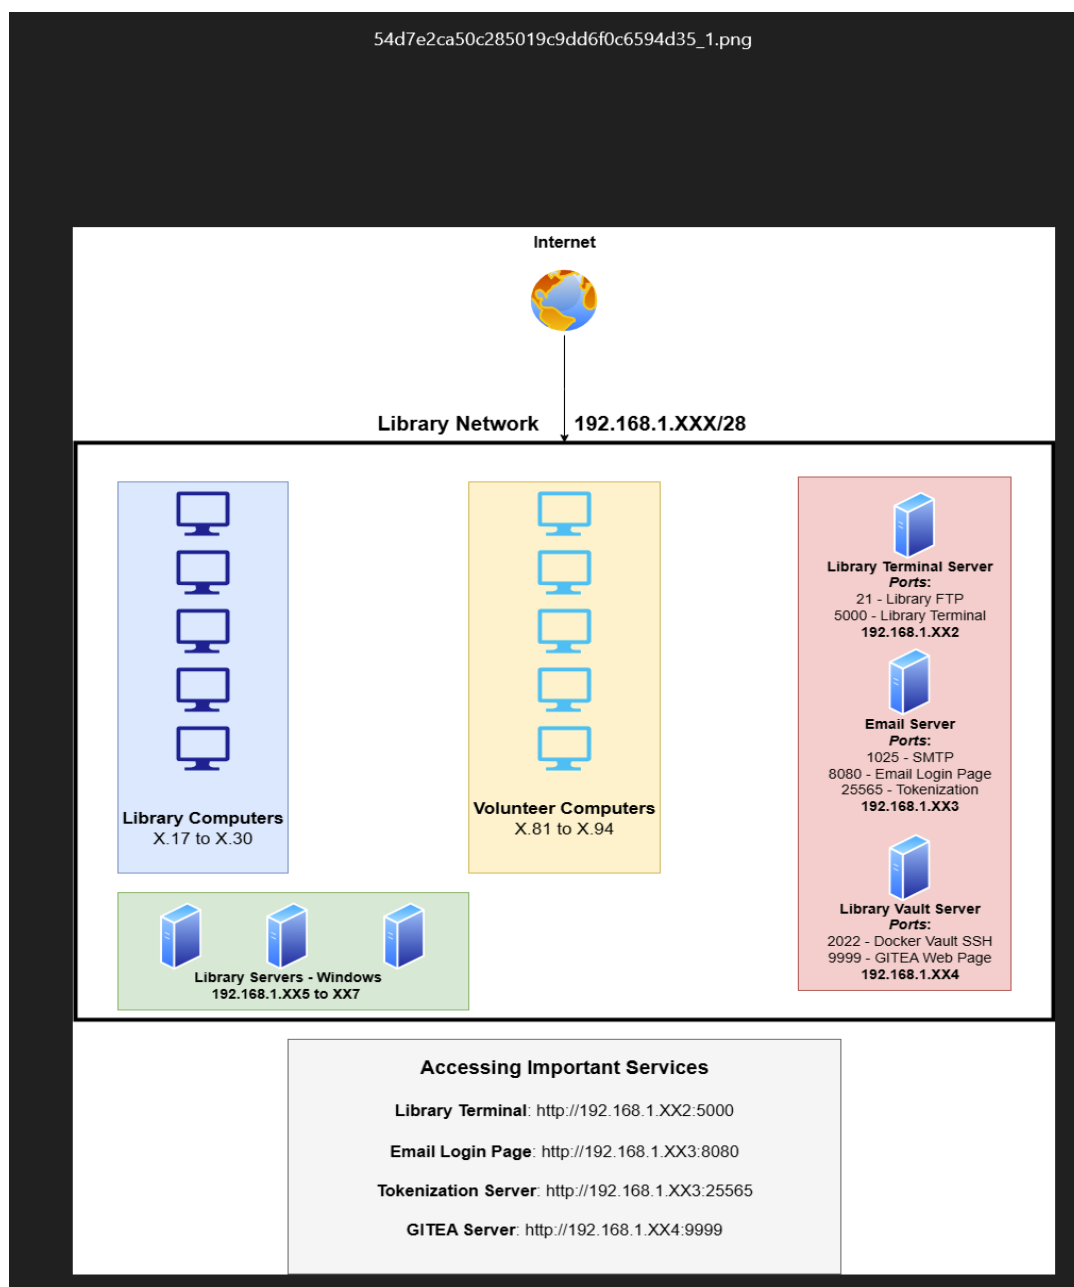 54d7e2ca50c285019c9dd6f0c6594d35_1.png
Internet
Library Network 192.168.1.XXX/28
Library Computers
X.17 to X.30
Volunteer Computers
X.81 to X.94
Library Terminal Server
Ports:
21 - Library FTP
5000 - Library Terminal
192.168.1.XX2
Email Server
Ports:
1025 - SMTP
8080 - Email Login Page
25565 - Tokenization
192.168.1.XX3
Library Vault Server
Ports:
2022 - Docker Vault SSH
9999 - GITEA Web Page
192.168.1.XX4
Library Servers - Windows
192.168.1.XX5 to XX7
Accessing Important Services
Library Terminal: http://192.168.1.XX2:5000
Email Login Page: http://192.168.1.XX3:8080
Tokenization Server: http://192.168.1.XX3:25565
GITEA Server: http://192.168.1.XX4:9999